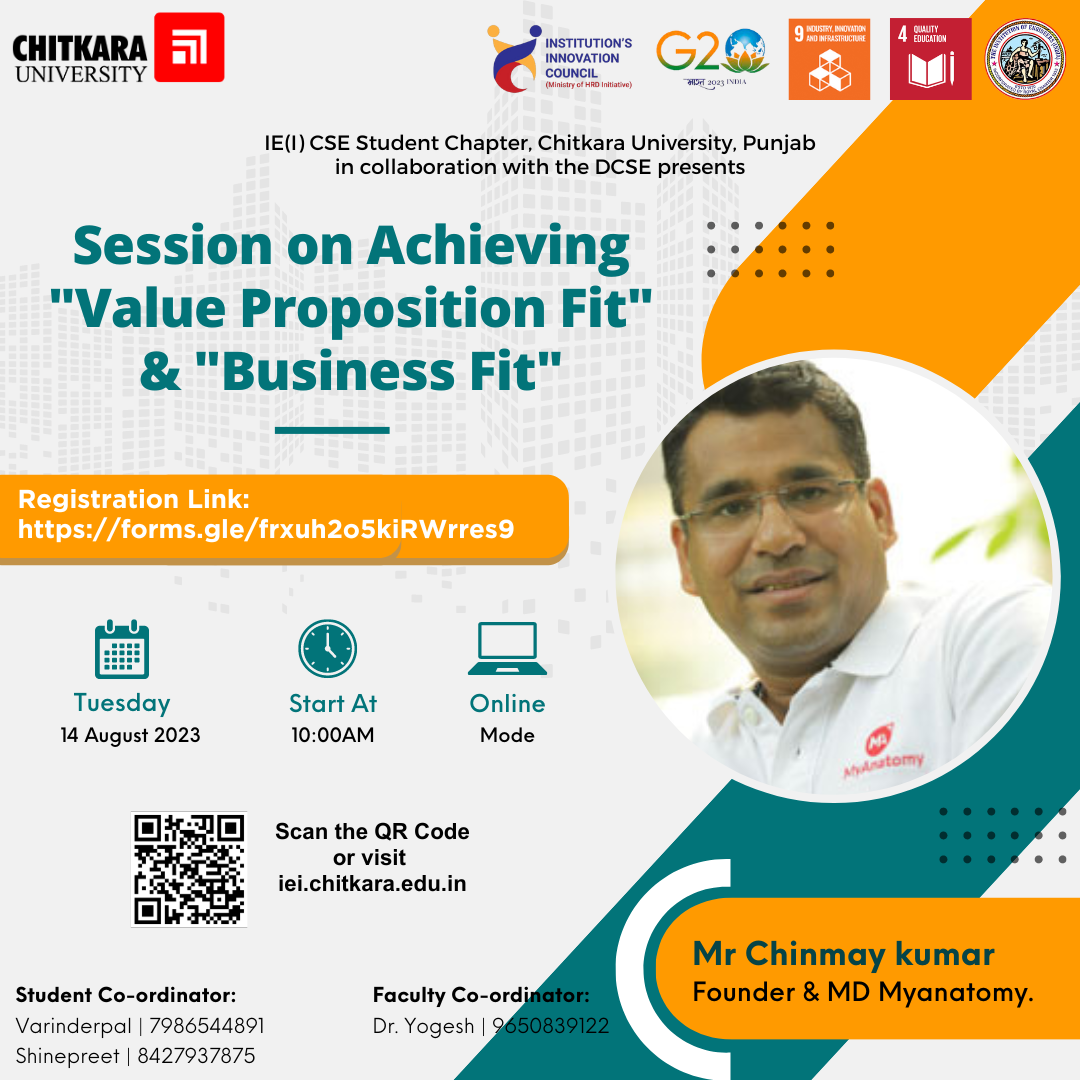 CHITKARA
UNIVERSITY
INSTITUTION'S
INNOVATION
COUNCIL
(Ministry of HRD Initiative)
G20
भारत 2023 INDIA
9 INDUSTRY, INNOVATION
AND INFRASTRUCTURE
4 QUALITY
EDUCATION
IE(I) CSE Student Chapter, Chitkara University, Punjab
in collaboration with the DCSE presents
Session on Achieving
"Value Proposition Fit"
& "Business Fit"
Registration Link:
https://forms.gle/frxuh2o5kiRWrres9
Tuesday
14 August 2023
Start At
10:00AM
Online
Mode
MyAnatomy
Scan the QR Code
or visit
iei.chitkara.edu.in
Mr Chinmay kumar
Founder & MD Myanatomy.
Student Co-ordinator:
Varinderpal | 7986544891
Shinepreet | 8427937875
Faculty Co-ordinator:
Dr. Yogesh | 9650839122